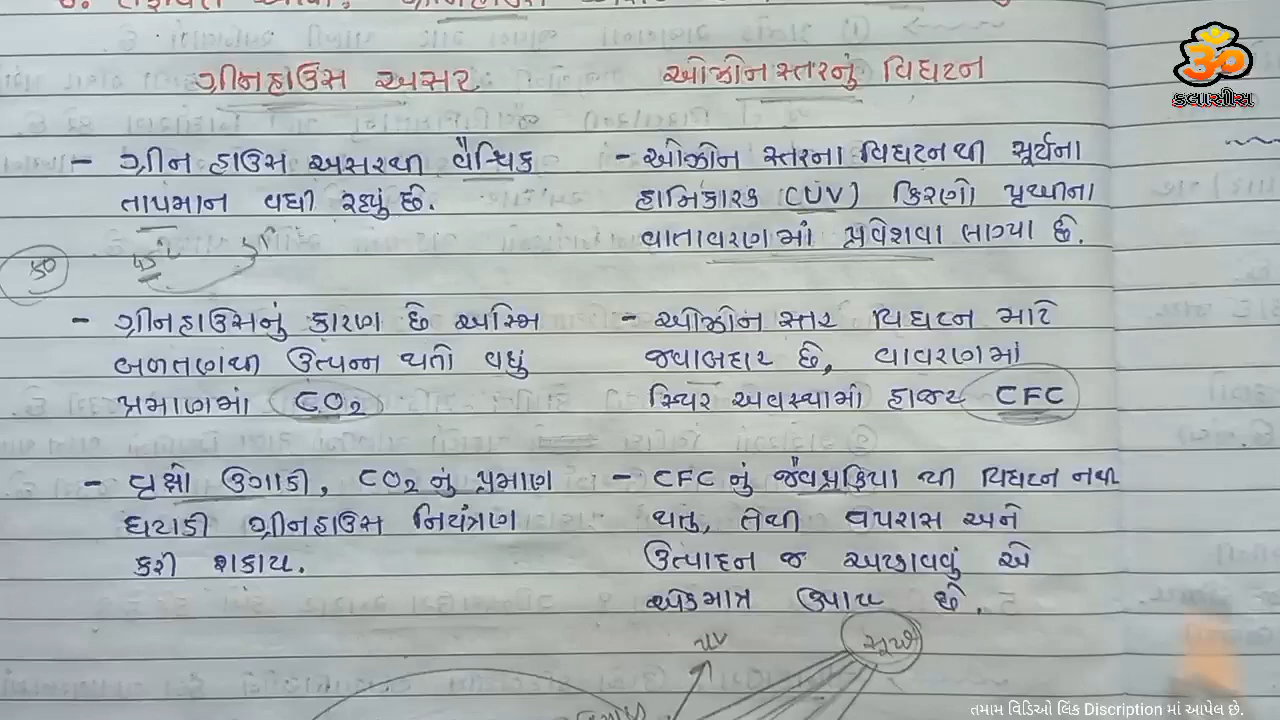 ગ્રીનહાઉસ અસર
- ગ્રીન હાઉસ અસરથી વૈશ્વિક
તાપમાન વધી રહ્યું છે.
- ગ્રીનહાઉસનું કારણ છે અસ્મિ
બળતણથી ઉત્પન્ન થતો વધુ
પ્રમાણમાં CO₂
- વૃક્ષો ઉગાડી, CO₂ નું પ્રમાણ
ઘટાડી ગ્રીનહાઉસ નિયંત્રણ
કરી શકાય.
ઓઝોન સ્તરનું વિઘટન
- ઓઝોન સ્તરના વિઘટનથી સૂર્યના
હાનિકારક (UV) કિરણો પૃથ્વીના
વાતાવરણમાં પ્રવેશવા લાગ્યા છે.
- ઓઝોન સ્તર વિઘટન માટે
જવાબદાર છે, વાવરણમાં
સ્થિર અવસ્થામાં હાજર CFC
- CFC નું જૈવપ્રક્રિયા થી વિઘટન નથી
થતુ, તેથી વપરાસ અને
ઉત્પાદન જ અટકાવવું એ
એકમાત્ર ઉપાય છે.
UV
સૂર્ય
ૐ
કલાસીસ
તમામ વિડિઓ લિંક Discription માં આપેલ છે.